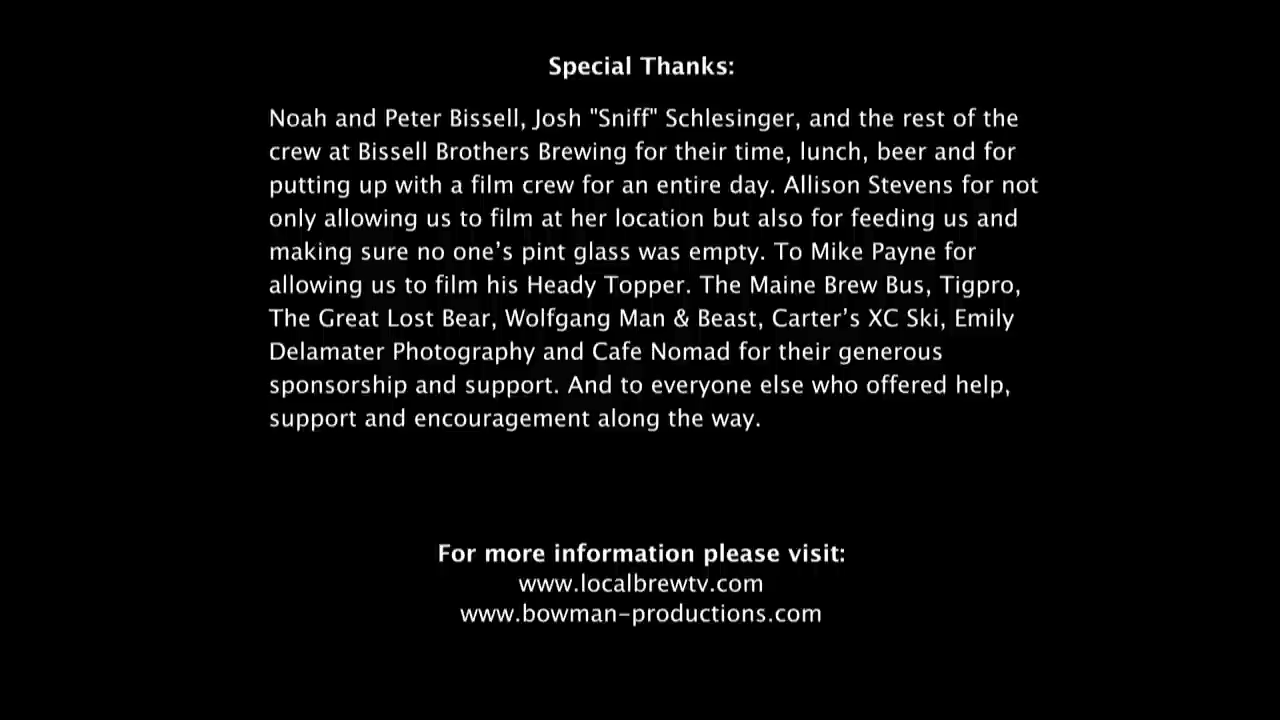 Special Thanks:
Noah and Peter Bissell, Josh "Sniff" Schlesinger, and the rest of the
crew at Bissell Brothers Brewing for their time, lunch, beer and for
putting up with a film crew for an entire day. Allison Stevens for not
only allowing us to film at her location but also for feeding us and
making sure no one’s pint glass was empty. To Mike Payne for
allowing us to film his Heady Topper. The Maine Brew Bus, Tigpro,
The Great Lost Bear, Wolfgang Man & Beast, Carter’s XC Ski, Emily
Delamater Photography and Cafe Nomad for their generous
sponsorship and support. And to everyone else who offered help,
support and encouragement along the way.
For more information please visit:
www.localbrewtv.com
www.bowman-productions.com